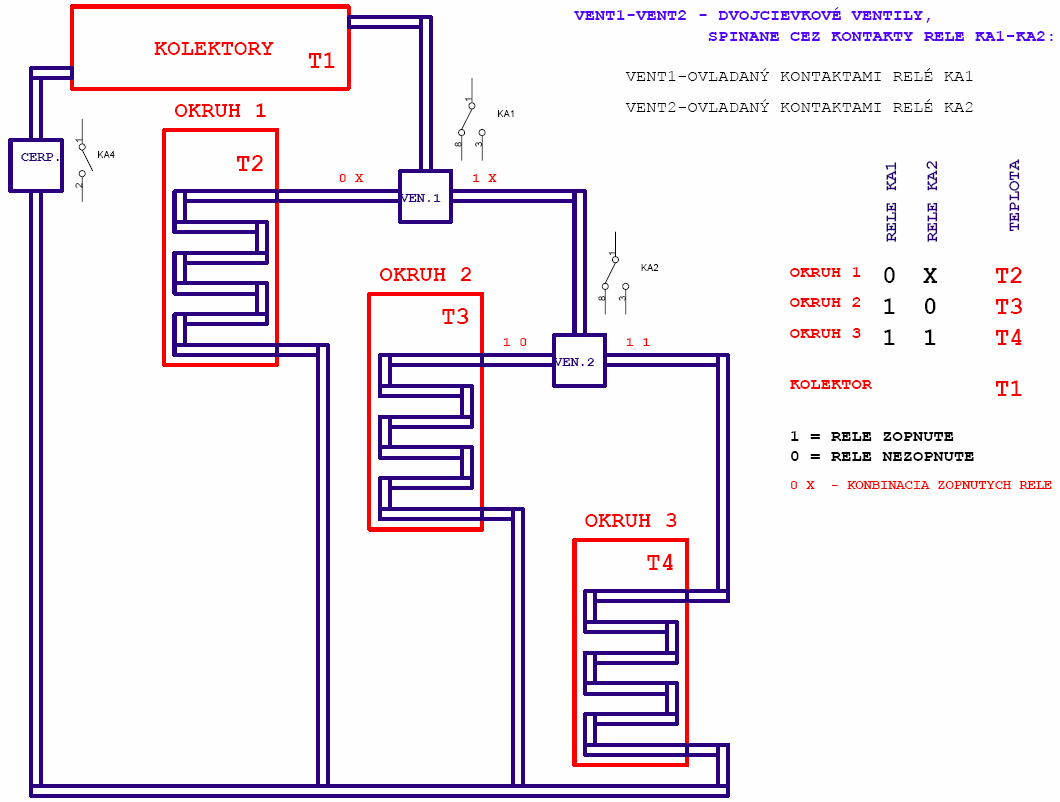 VENT1-VENT2 - DVOJCIEVKOVÉ VENTILY,
SPINANE CEZ KONTAKTY RELE KA1-KA2:
VENT1-OVLADANÝ KONTAKTAMI RELÉ KA1
VENT2-OVLADANÝ KONTAKTAMI RELÉ KA2
KOLEKTORY
T1
OKRUH 1
T2
CERP.
1
2
KA4
1
8
3
KA1
0 X
VEN.1
1 X
OKRUH 2
T3
1
8
3
KA2
1 0
VEN.2
1 1
OKRUH 3
T4
RELE KA1
RELE KA2
TEPLOTA
OKRUH 1 0 X T2
OKRUH 2 1 0 T3
OKRUH 3 1 1 T4
KOLEKTOR T1
1 = RELE ZOPNUTE
0 = RELE NEZOPNUTE
0 X - KONBINACIA ZOPNUTYCH RELE